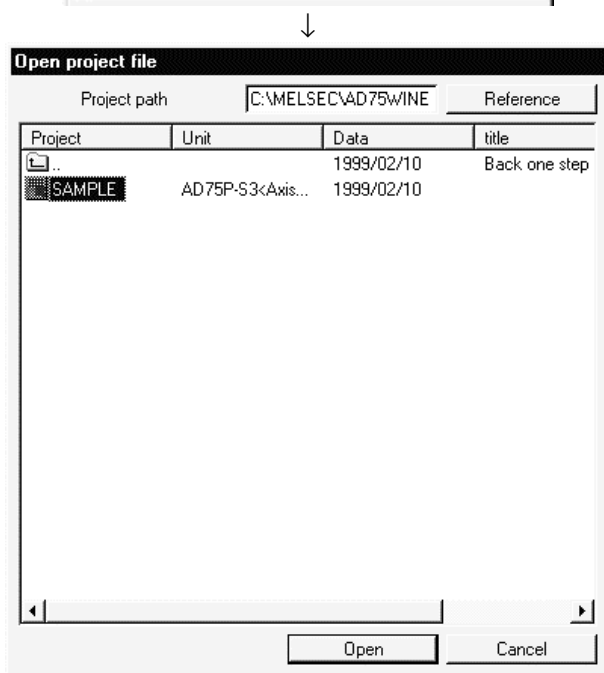 ↓
Open project file
Project path C:\MELSEC\AD75WINE Reference
Project Unit Data title
.. 1999/02/10 Back one step
SAMPLE AD75P-S3<Axis... 1999/02/10
Open Cancel